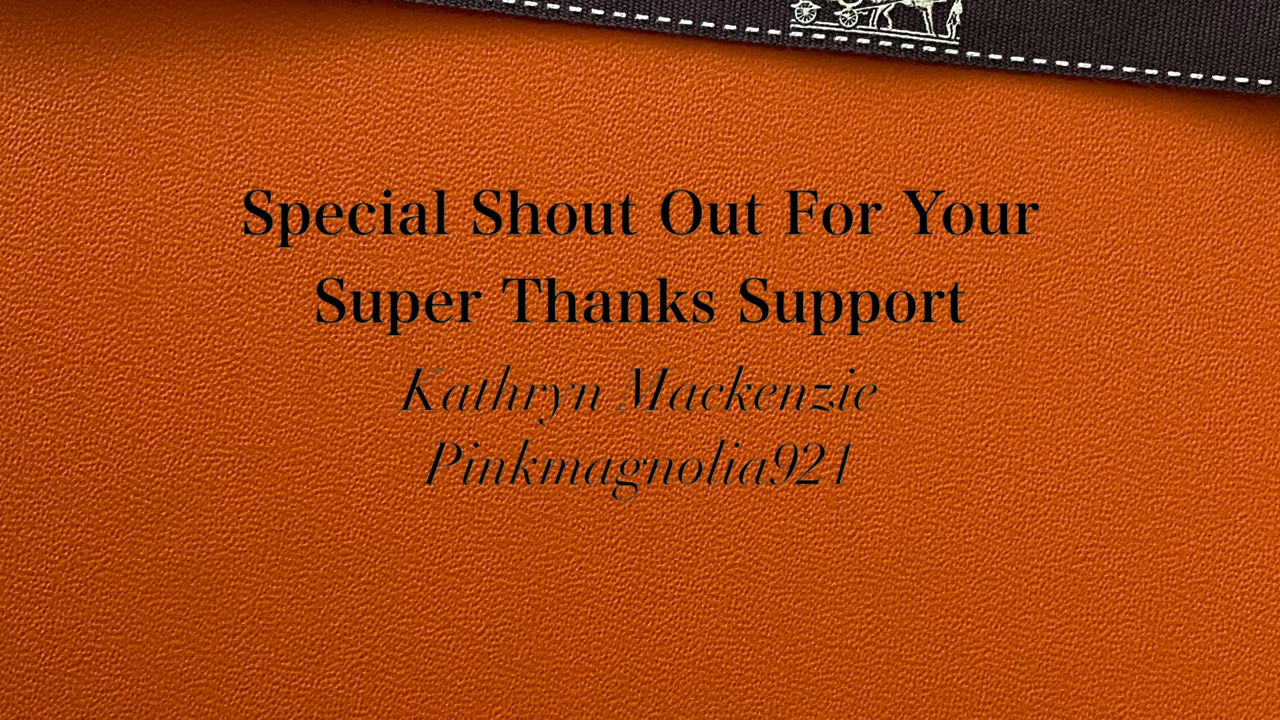 Special Shout Out For Your
Super Thanks Support
Kathryn Mackenzie
Pinkmagnolia921